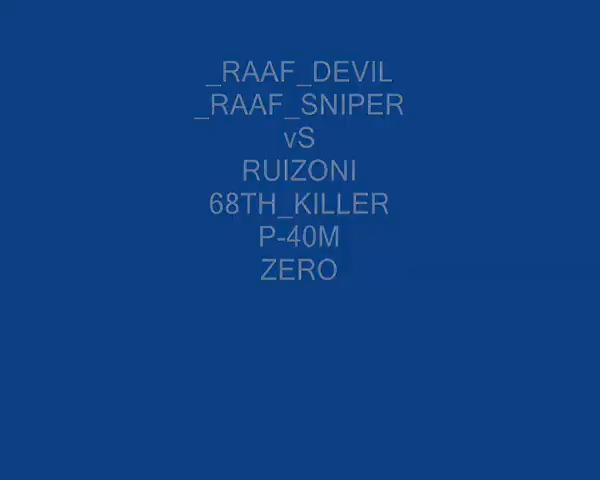 _RAAF_DEVIL
_RAAF_SNIPER
vS
RUIZONI
68TH_KILLER
P-40M
ZERO